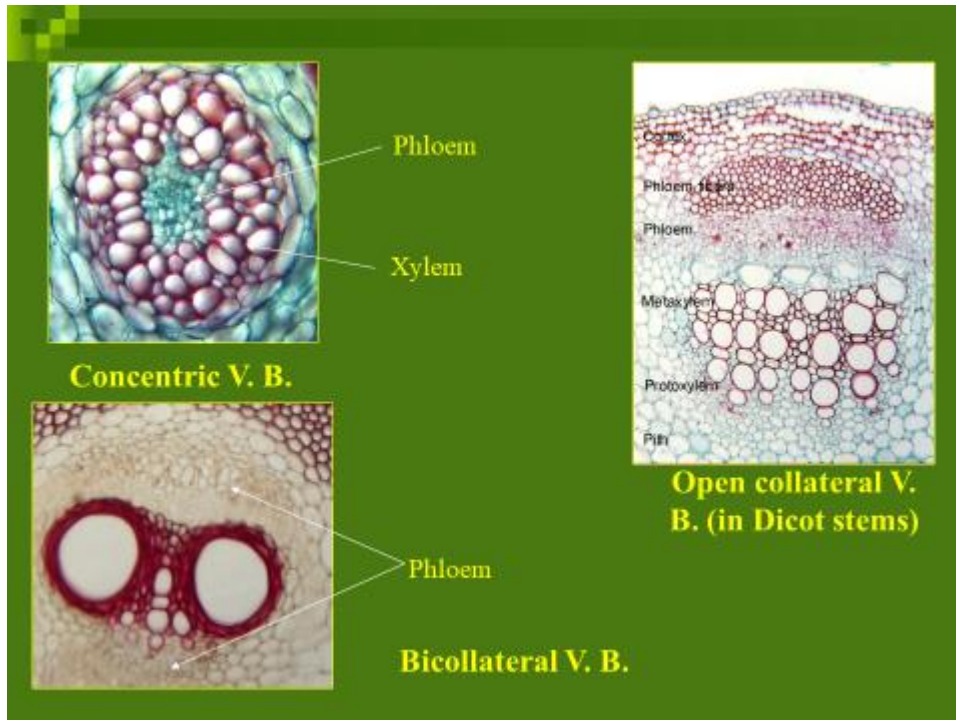 Phloem
Xylem
Concentric V. B.
Cortex
Phloem fibers
Phloem
Metaxylem
Protoxylem
Pith
Open collateral V.
B. (in Dicot stems)
Phloem
Bicollateral V. B.